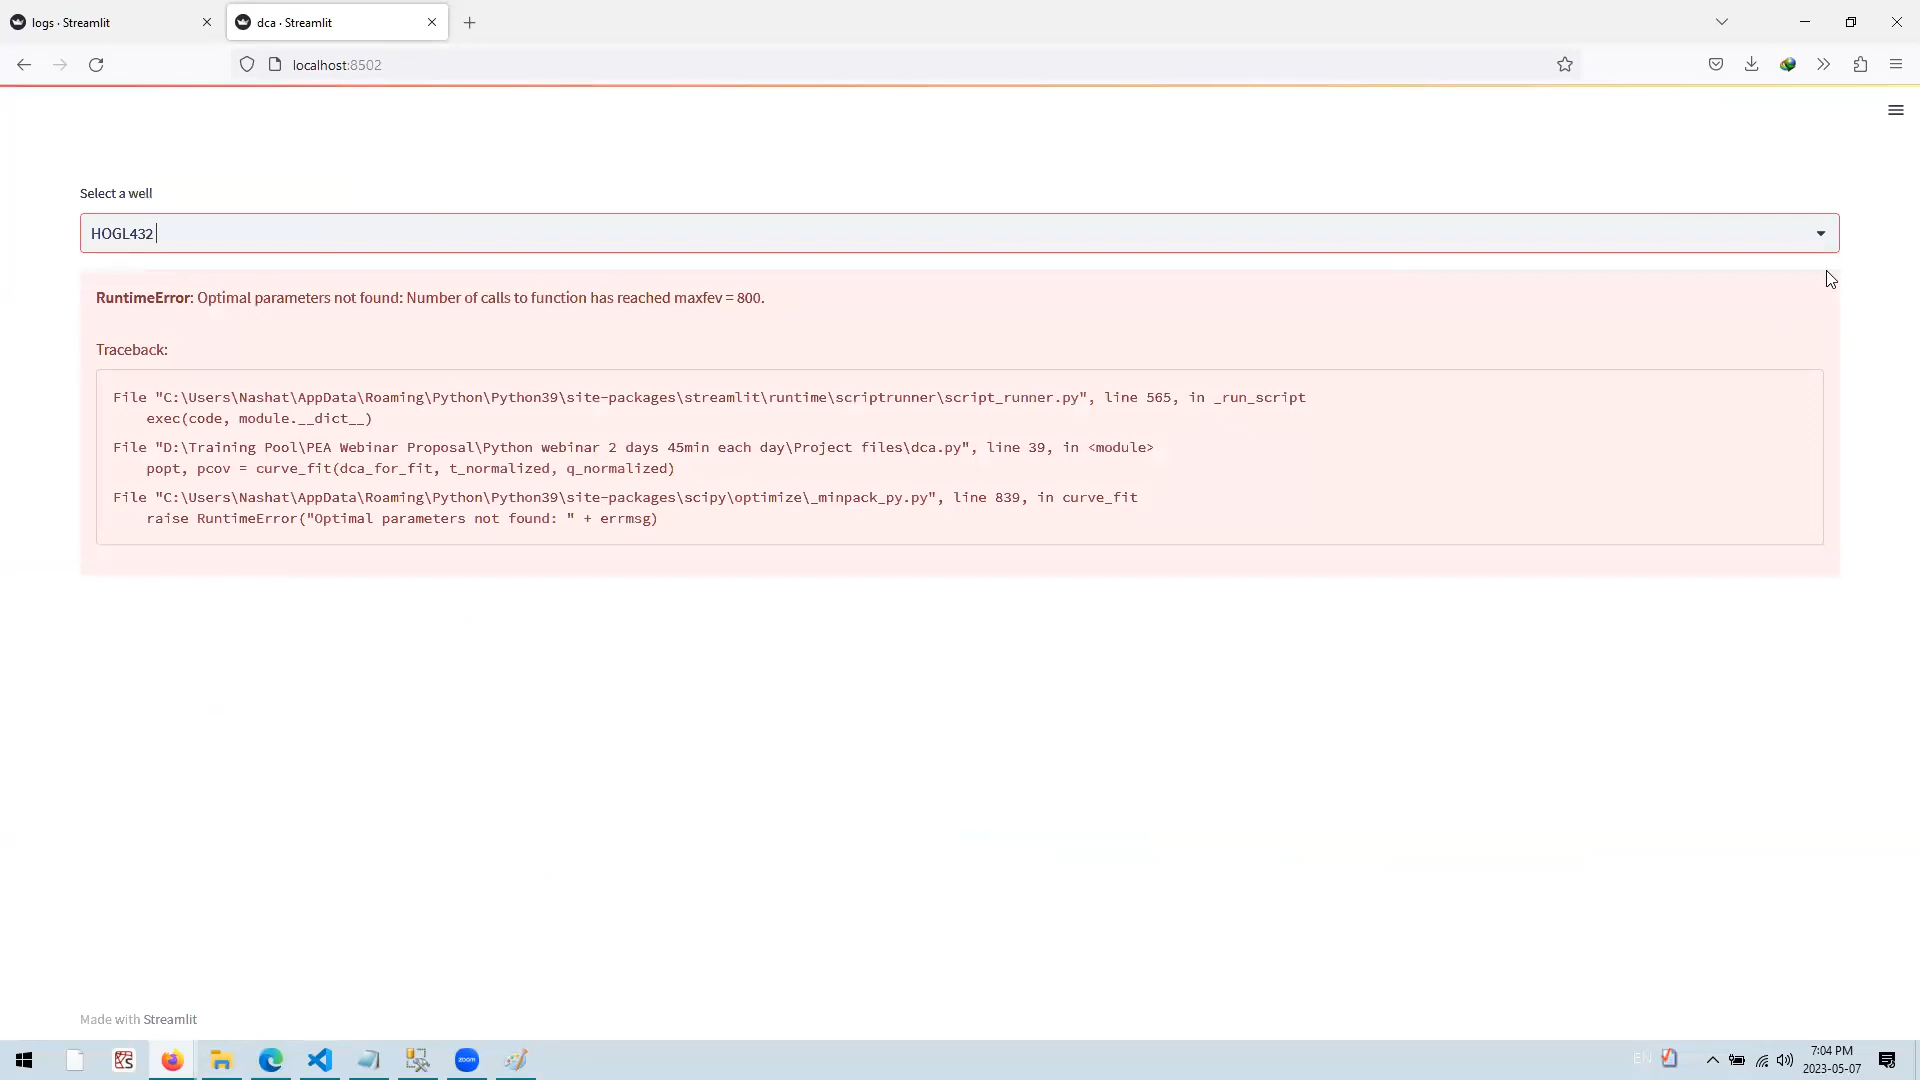 logs · Streamlit
dca · Streamlit
localhost:8502
Select a well
HOGL432
RuntimeError: Optimal parameters not found: Number of calls to function has reached maxfev = 800.
Traceback:
File "C:\Users\Nashat\AppData\Roaming\Python\Python39\site-packages\streamlit\runtime\scriptrunner\script_runner.py", line 565, in _run_script
exec(code, module.__dict__)
File "D:\Training Pool\PEA Webinar Proposal\Python webinar 2 days 45min each day\Project files\dca.py", line 39, in <module>
popt, pcov = curve_fit(dca_for_fit, t_normalized, q_normalized)
File "C:\Users\Nashat\AppData\Roaming\Python\Python39\site-packages\scipy\optimize\_minpack_py.py", line 839, in curve_fit
raise RuntimeError("Optimal parameters not found: " + errmsg)
Made with Streamlit
zoom
EN
7:04 PM
2023-05-07